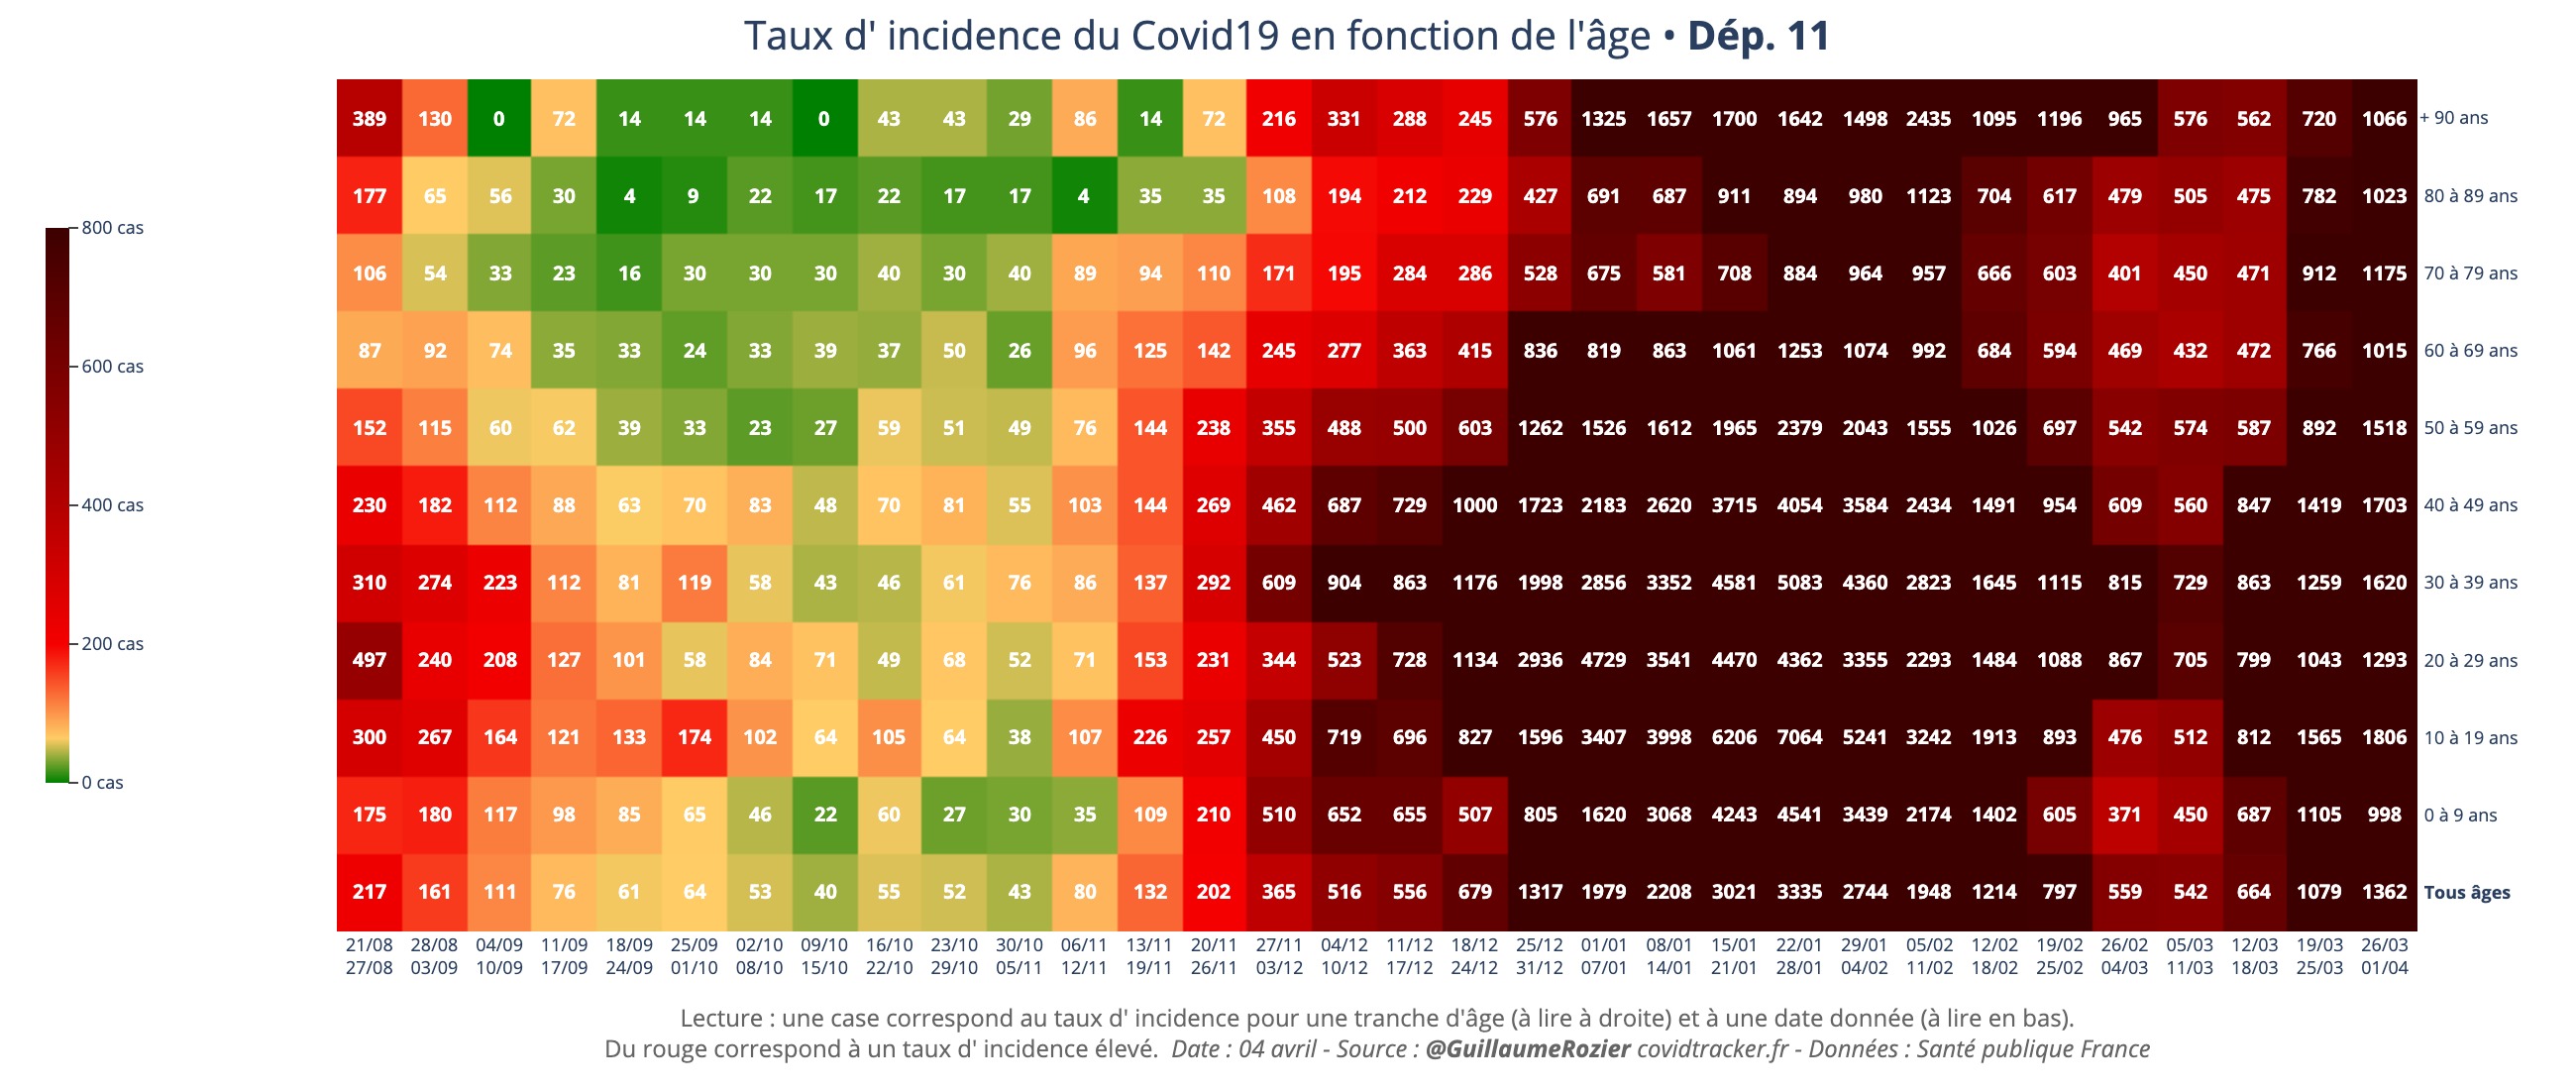 Taux d' incidence du Covid19 en fonction de l'âge • Dép. 11
389 130 0 72 14 14 14 0 43 43 29 86 14 72 216 331 288 245 576 1325 1657 1700 1642 1498 2435 1095 1196 965 576 562 720 1066 + 90 ans
177 65 56 30 4 9 22 17 22 17 17 4 35 35 108 194 212 229 427 691 687 911 894 980 1123 704 617 479 505 475 782 1023 80 à 89 ans
800 cas
106 54 33 23 16 30 30 30 40 30 40 89 94 110 171 195 284 286 528 675 581 708 884 964 957 666 603 401 450 471 912 1175 70 à 79 ans
87 92 74 35 33 24 33 39 37 50 26 96 125 142 245 277 363 415 836 819 863 1061 1253 1074 992 684 594 469 432 472 766 1015 60 à 69 ans
600 cas
152 115 60 62 39 33 23 27 59 51 49 76 144 238 355 488 500 603 1262 1526 1612 1965 2379 2043 1555 1026 697 542 574 587 892 1518 50 à 59 ans
400 cas
230 182 112 88 63 70 83 48 70 81 55 103 144 269 462 687 729 1000 1723 2183 2620 3715 4054 3584 2434 1491 954 609 560 847 1419 1703 40 à 49 ans
310 274 223 112 81 119 58 43 46 61 76 86 137 292 609 904 863 1176 1998 2856 3352 4581 5083 4360 2823 1645 1115 815 729 863 1259 1620 30 à 39 ans
200 cas
497 240 208 127 101 58 84 71 49 68 52 71 153 231 344 523 728 1134 2936 4729 3541 4470 4362 3355 2293 1484 1088 867 705 799 1043 1293 20 à 29 ans
300 267 164 121 133 174 102 64 105 64 38 107 226 257 450 719 696 827 1596 3407 3998 6206 7064 5241 3242 1913 893 476 512 812 1565 1806 10 à 19 ans
0 cas
175 180 117 98 85 65 46 22 60 27 30 35 109 210 510 652 655 507 805 1620 3068 4243 4541 3439 2174 1402 605 371 450 687 1105 998 0 à 9 ans
217 161 111 76 61 64 53 40 55 52 43 80 132 202 365 516 556 679 1317 1979 2208 3021 3335 2744 1948 1214 797 559 542 664 1079 1362 Tous âges
21/08 28/08 04/09 11/09 18/09 25/09 02/10 09/10 16/10 23/10 30/10 06/11 13/11 20/11 27/11 04/12 11/12 18/12 25/12 01/01 08/01 15/01 22/01 29/01 05/02 12/02 19/02 26/02 05/03 12/03 19/03 26/03
27/08 03/09 10/09 17/09 24/09 01/10 08/10 15/10 22/10 29/10 05/11 12/11 19/11 26/11 03/12 10/12 17/12 24/12 31/12 07/01 14/01 21/01 28/01 04/02 11/02 18/02 25/02 04/03 11/03 18/03 25/03 01/04
Lecture : une case correspond au taux d' incidence pour une tranche d'âge (à lire à droite) et à une date donnée (à lire en bas).
Du rouge correspond à un taux d' incidence élevé. Date : 04 avril - Source : @GuillaumeRozier covidtracker.fr - Données : Santé publique France